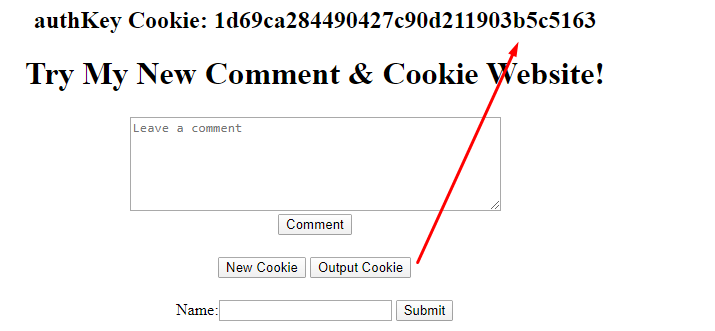 authKey Cookie: 1d69ca284490427c90d211903b5c5163
Try My New Comment & Cookie Website!
Leave a comment
Comment
New Cookie Output Cookie
Name: Submit